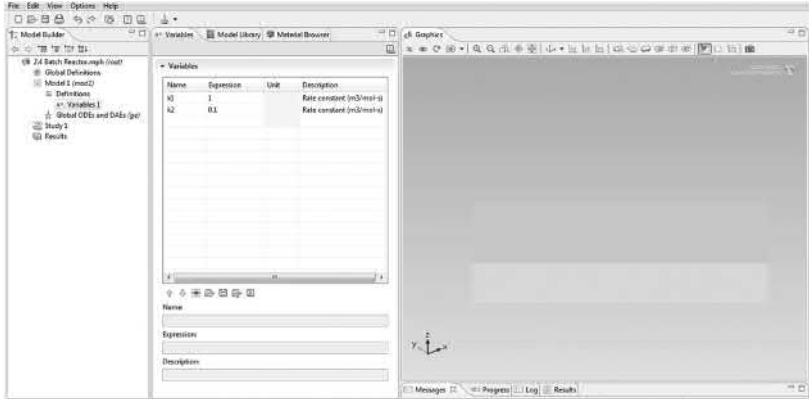 File Edit View Options Help
Model Builder
2.4 Batch Reactor.mph (root)
Global Definitions
Model 1 (mod2)
Definitions
Variables 1
Global ODEs and DAEs (ge)
Study 1
Results
Variables Model Library Material Browser
Variables
Name Expression Unit Description
k1 1 Rate constant (m3/mol-s)
k2 0.1 Rate constant (m3/mol-s)
Name:
Expression:
Description:
Graphics
z
y x
Messages Progress Log Results